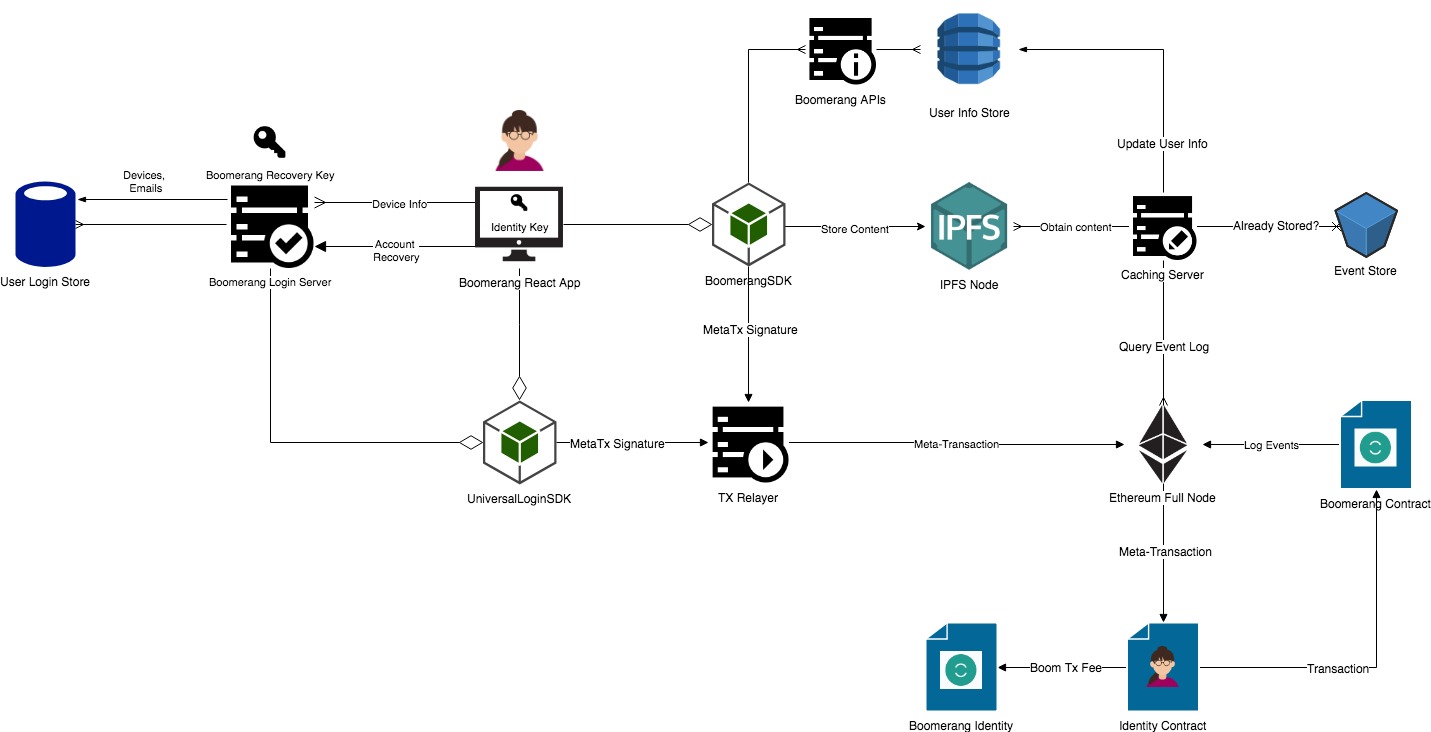 Boomerang APIs
User Info Store
Update User Info
Devices,
Emails
Boomerang Recovery Key
Device Info
Identity Key
Store Content
IPFS
Obtain content
Already Stored?
Account
Recovery
User Login Store
Boomerang Login Server
Boomerang React App
BoomerangSDK
IPFS Node
Caching Server
Event Store
MetaTx Signature
Query Event Log
MetaTx Signature
Meta-Transaction
Log Events
UniversalLoginSDK
TX Relayer
Ethereum Full Node
Boomerang Contract
Meta-Transaction
Boom Tx Fee
Transaction
Boomerang Identity
Identity Contract